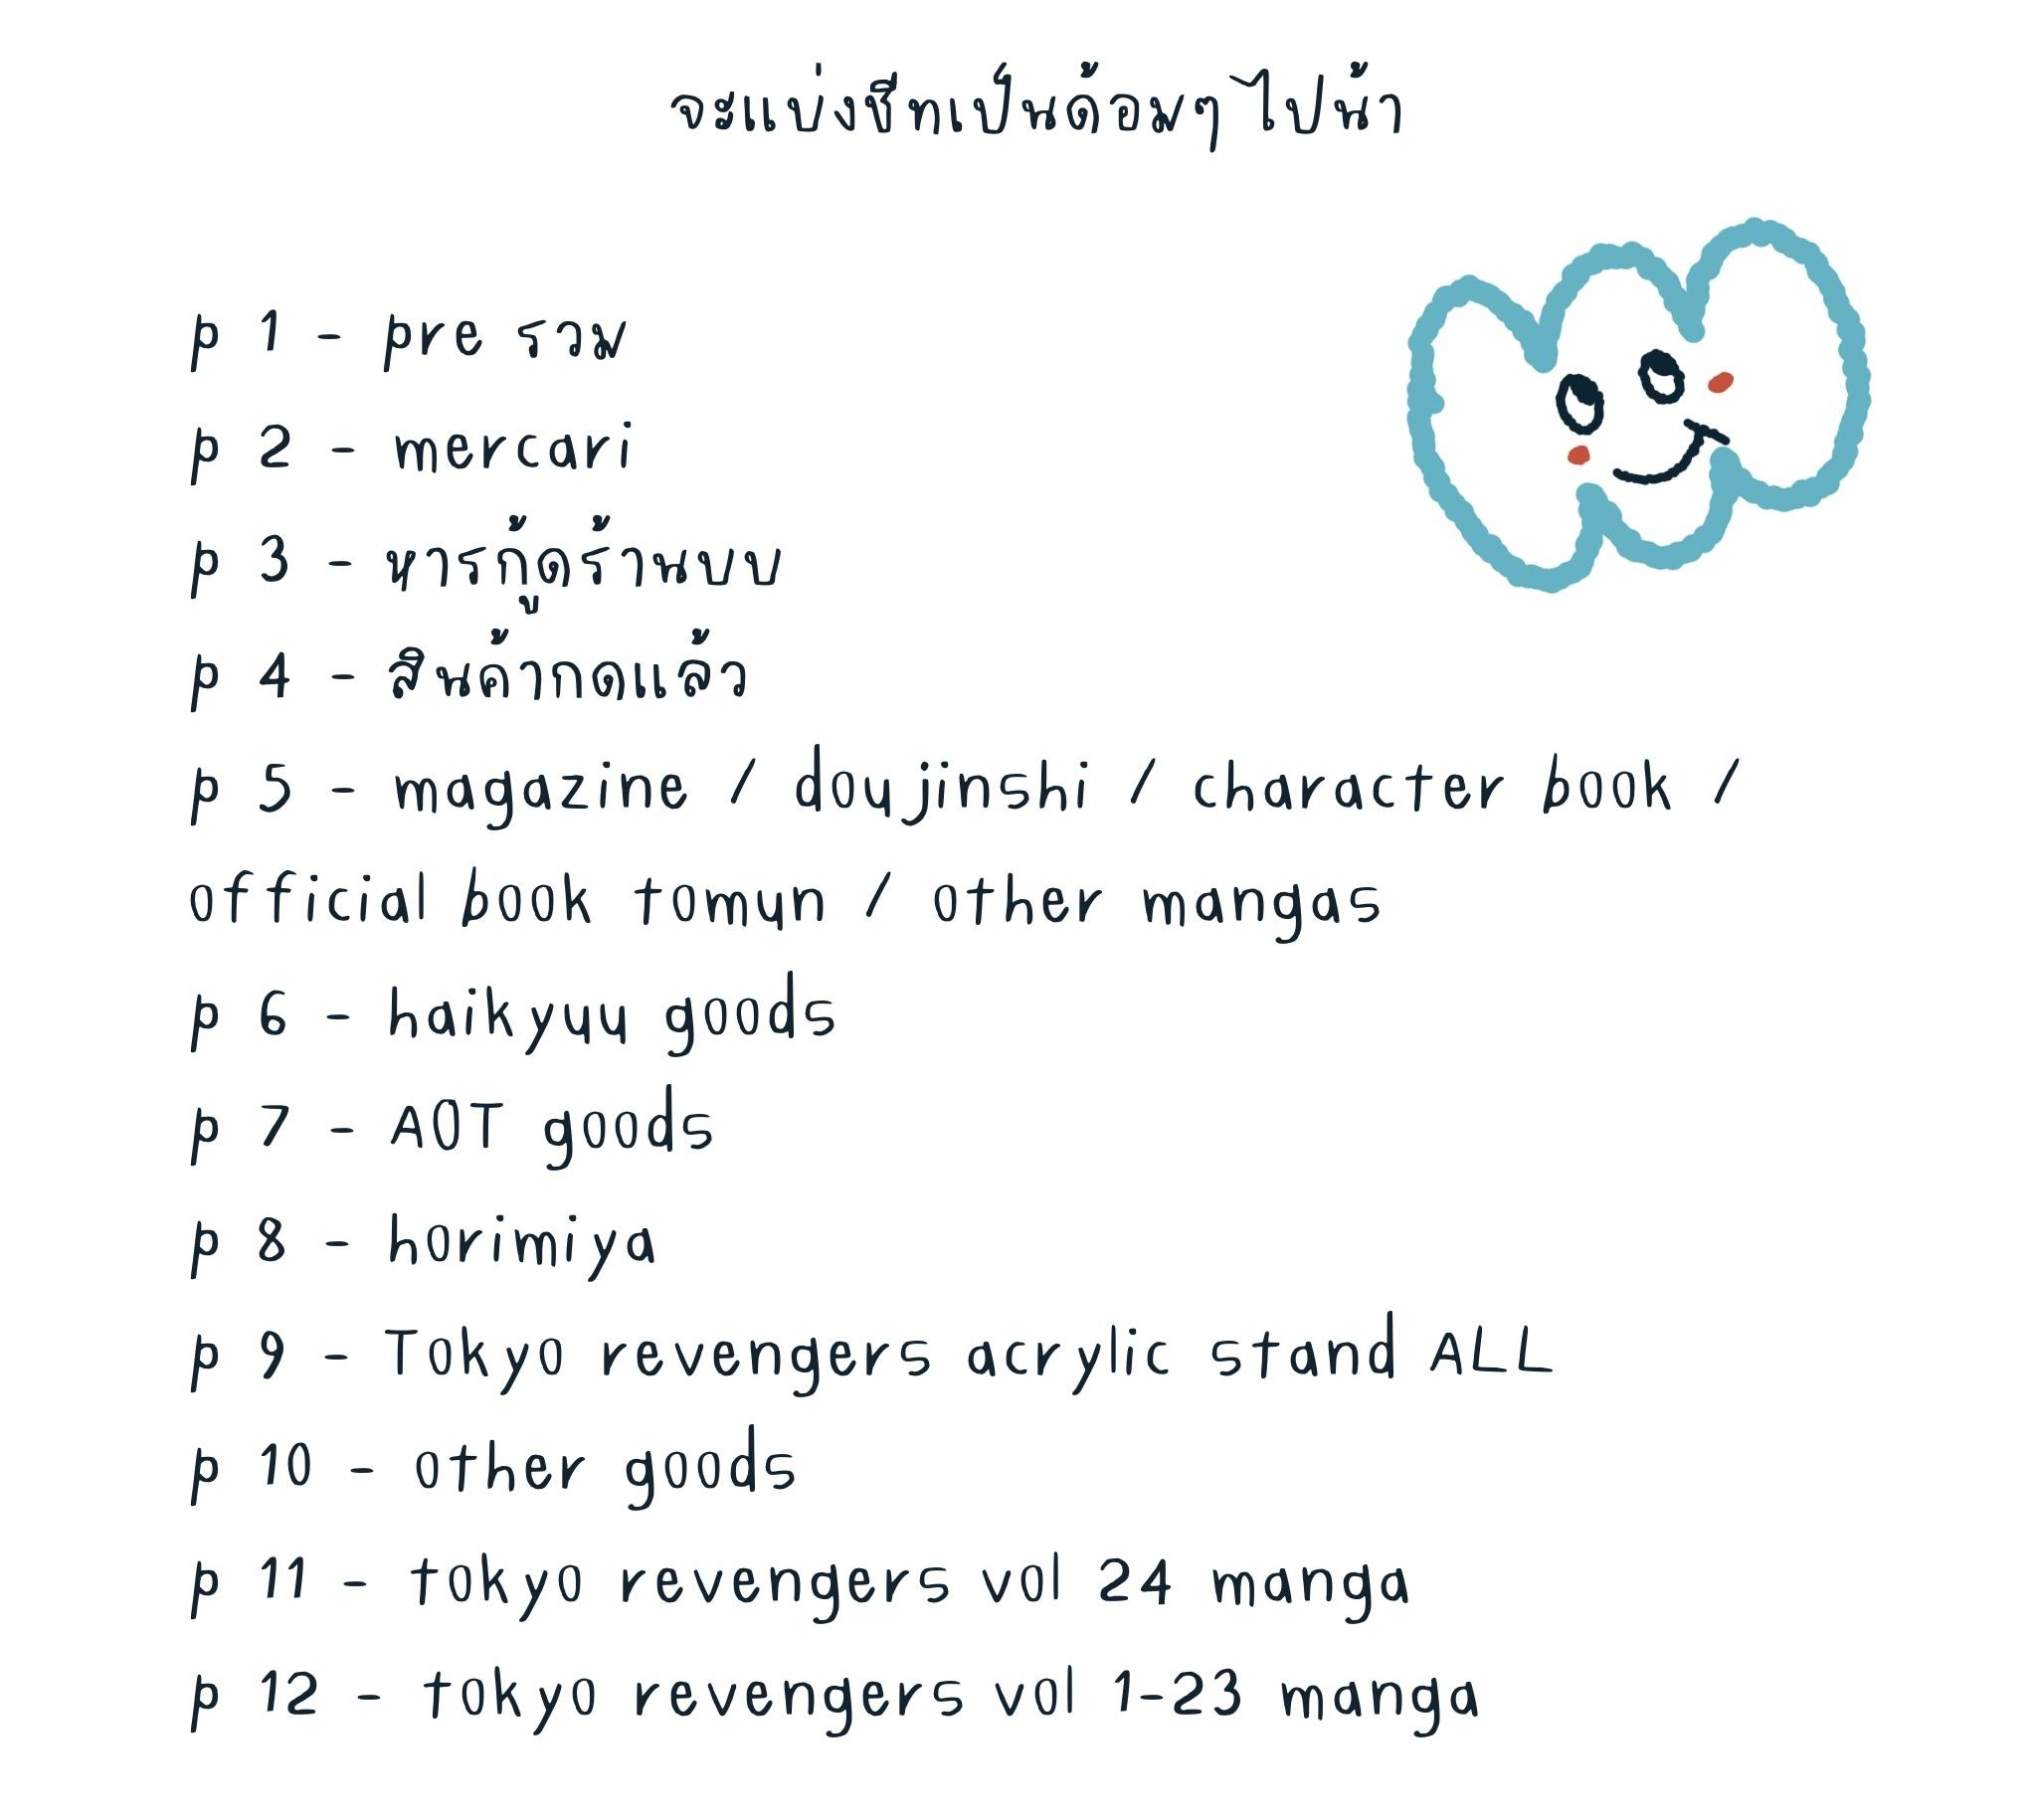 จะแบ่งชีทเป็นด้อมๆ ไปน้า
p 1 - pre รวม
p 2 - mercari
p 3 - หารกู้ดร้านบบ
p 4 - สินค้ากดแล้ว
p 5 - magazine / doujinshi / character book /
official book toman / other mangas
p 6 - haikyuu goods
p 7 - AOT goods
p 8 - horimiya
p 9 - Tokyo revengers acrylic stand ALL
p 10 - other goods
p 11 - tokyo revengers vol 24 manga
p 12 - tokyo revengers vol 1-23 manga